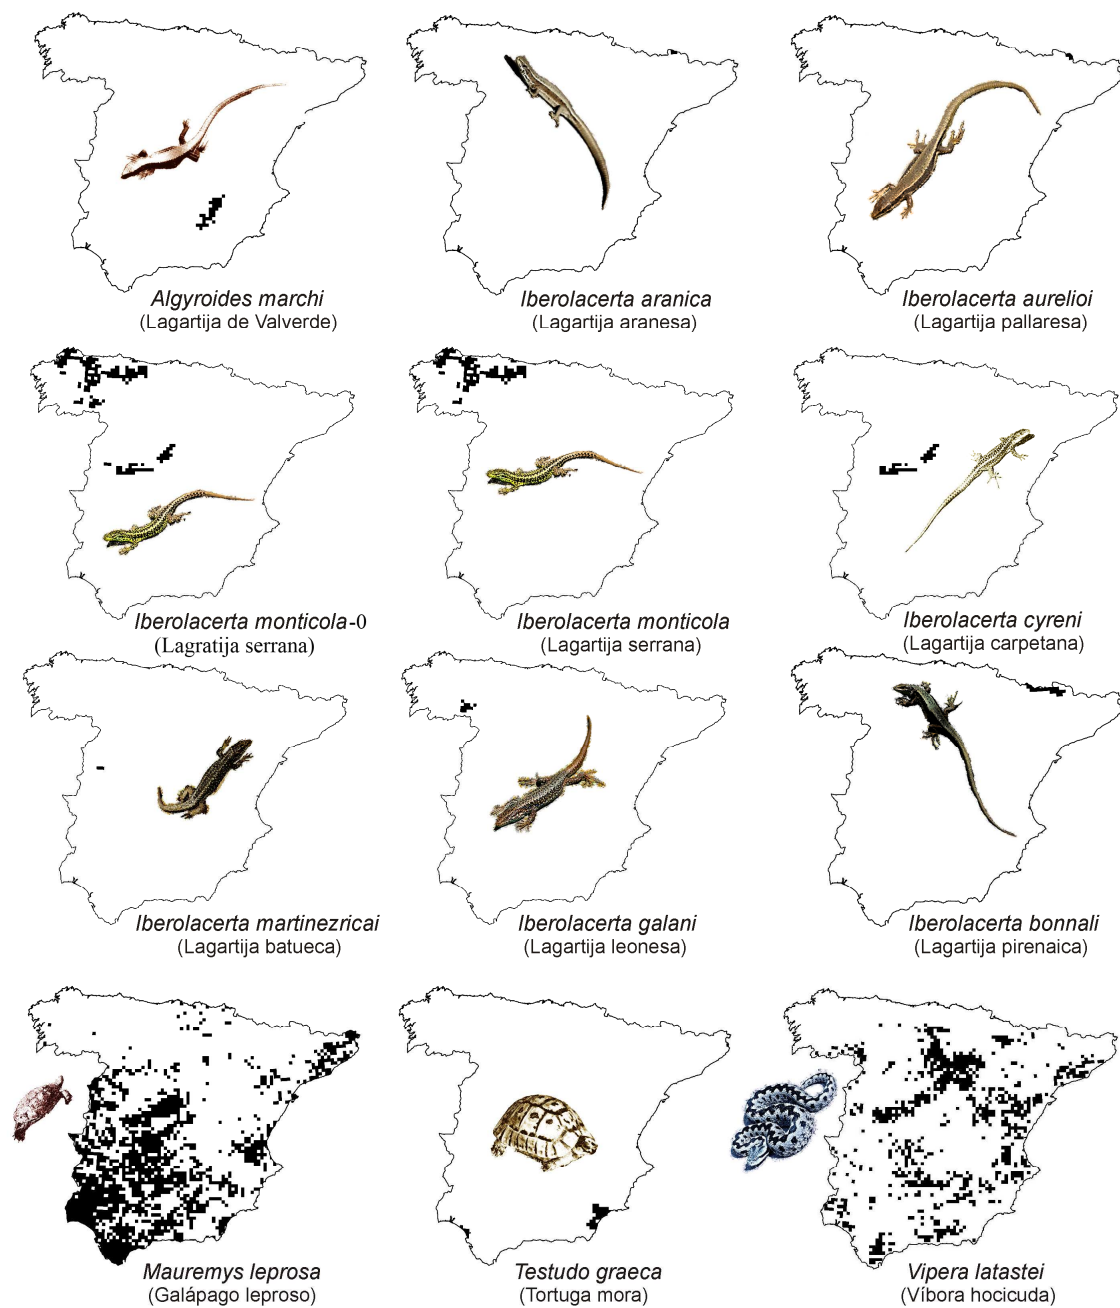 Algyroides marchi
(Lagartija de Valverde)
Iberolacerta aranica
(Lagartija aranesa)
Iberolacerta aurelioi
(Lagartija pallaresa)
Iberolacerta monticola-0
(Lagratija serrana)
Iberolacerta monticola
(Lagartija serrana)
Iberolacerta cyreni
(Lagartija carpetana)
Iberolacerta martinezricai
(Lagartija batueca)
Iberolacerta galani
(Lagartija leonesa)
Iberolacerta bonnali
(Lagartija pirenaica)
Mauremys leprosa
(Galápago leproso)
Testudo graeca
(Tortuga mora)
Vipera latastei
(Víbora hocicuda)